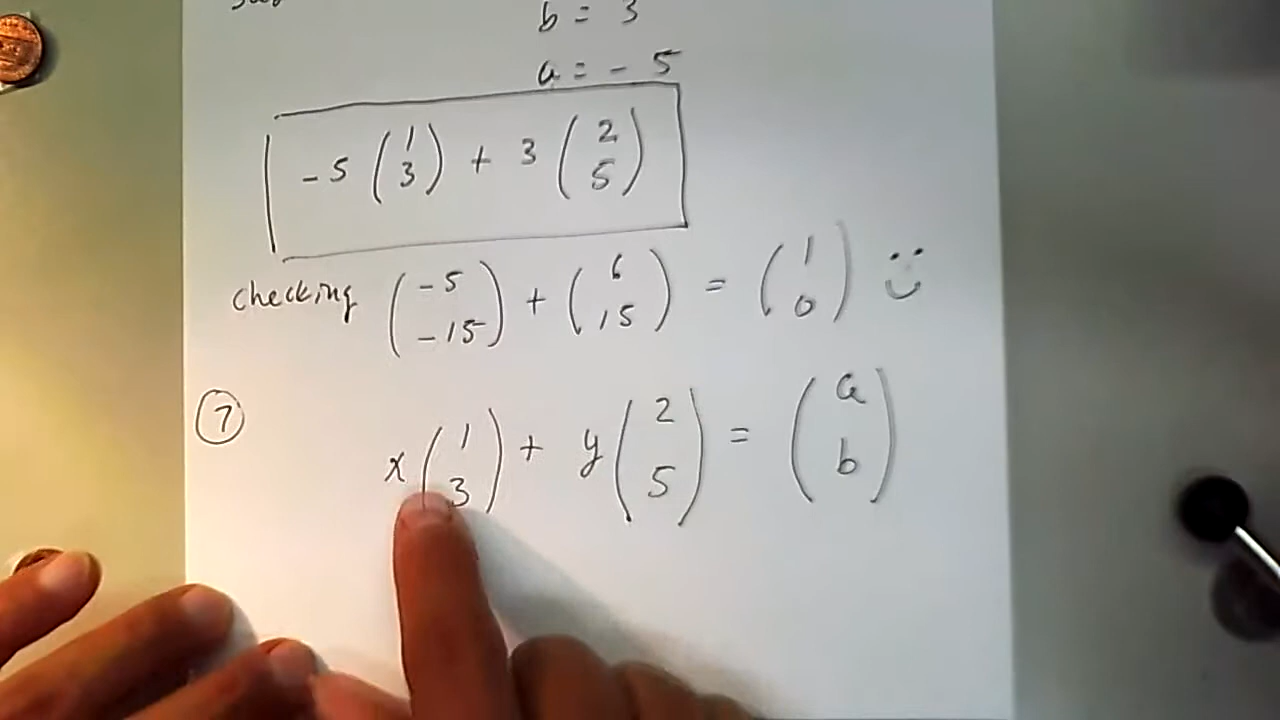 b = 3
a = - 5
-5 (1 3) + 3 (2 5)
checking (-5 -15) + (6 15) = (1 0)
7 x (1 3) + y (2 5) = (a b)